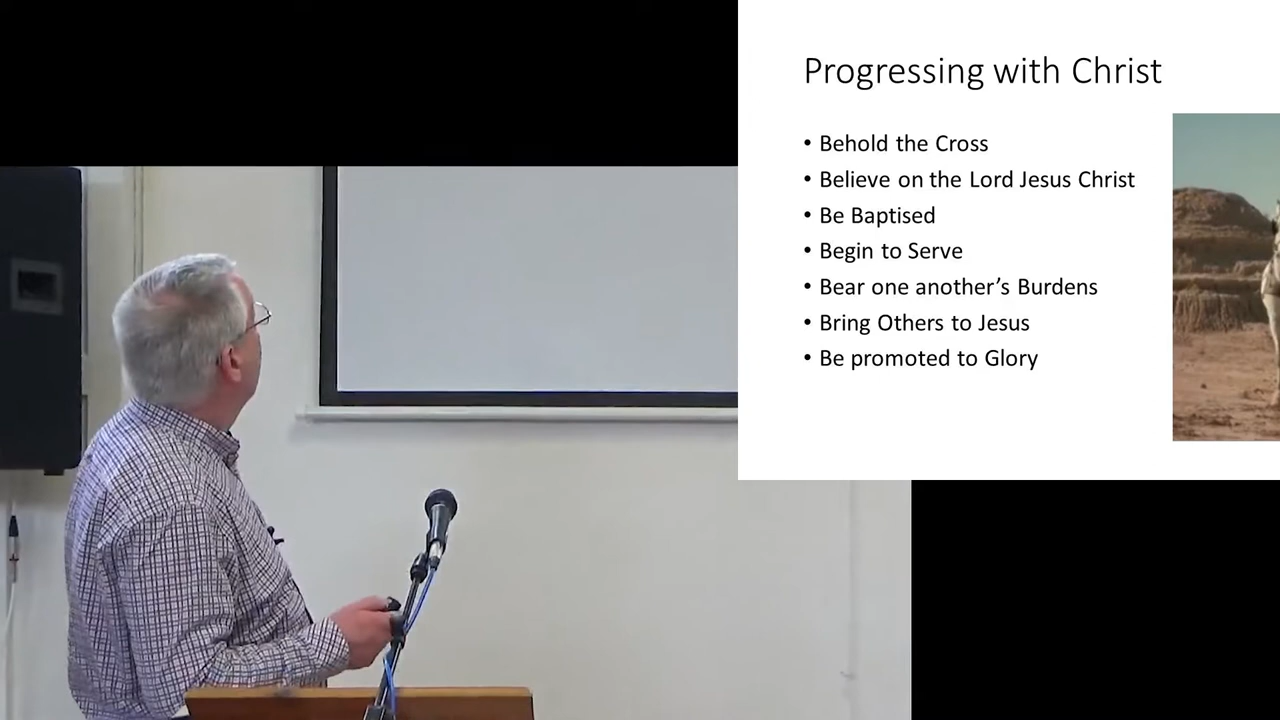 Progressing with Christ
• Behold the Cross
• Believe on the Lord Jesus Christ
• Be Baptised
• Begin to Serve
• Bear one another’s Burdens
• Bring Others to Jesus
• Be promoted to Glory